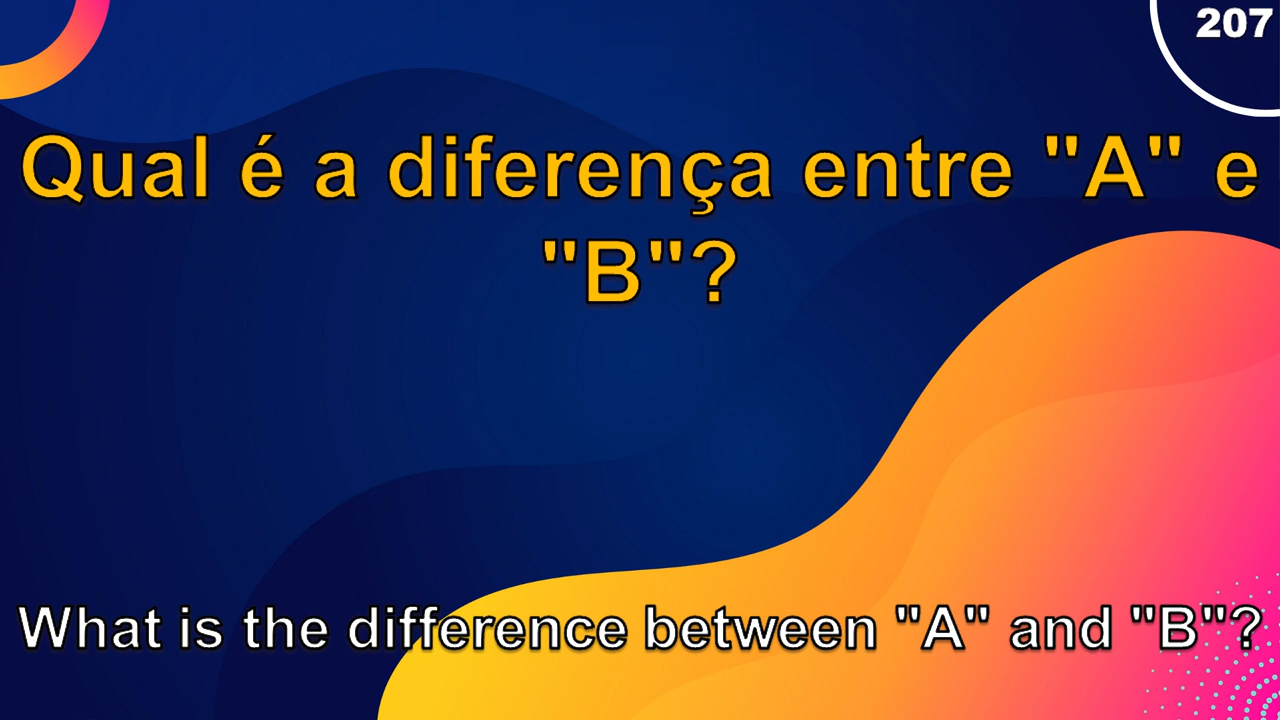 207
Qual é a diferença entre "A" e
"B"?
What is the difference between "A" and "B"?